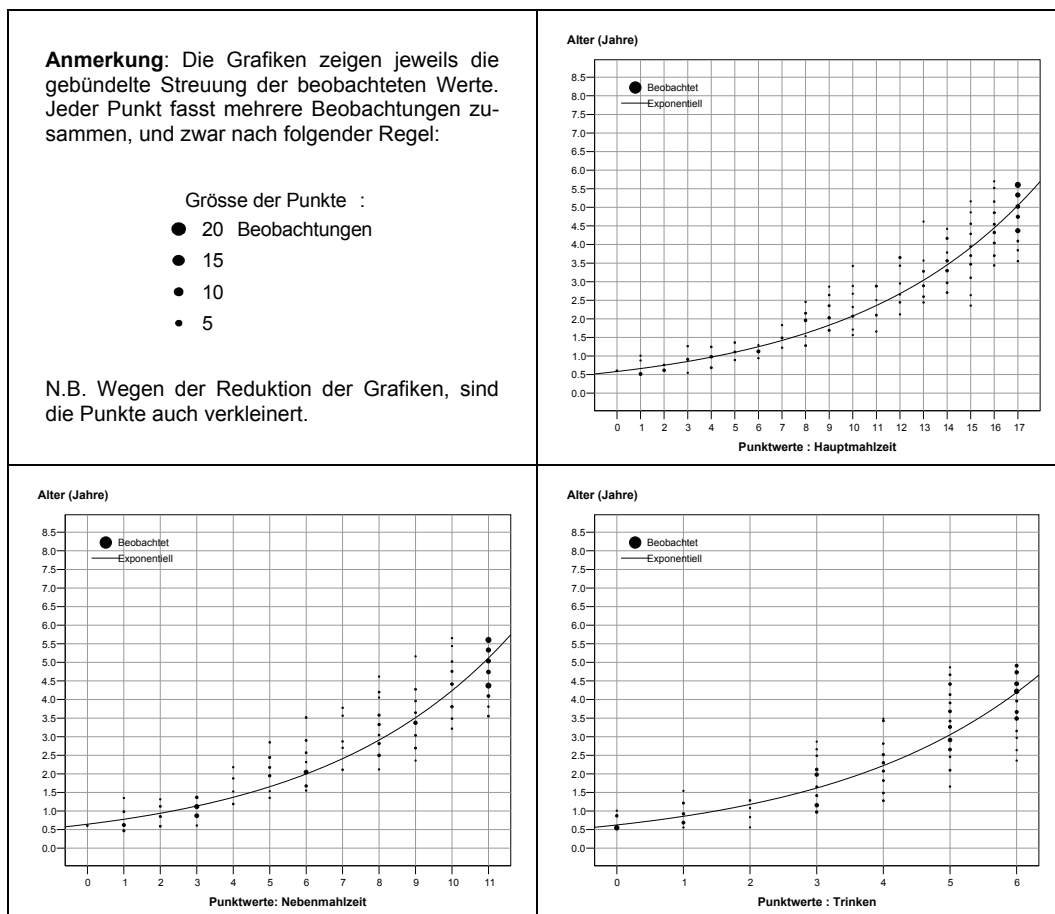 Anmerkung: Die Grafiken zeigen jeweils die
gebündelte Streuung der beobachteten Werte.
Jeder Punkt fasst mehrere Beobachtungen zu-
sammen, und zwar nach folgender Regel:
Grösse der Punkte :
20 Beobachtungen
15
10
5
N.B. Wegen der Reduktion der Grafiken, sind
die Punkte auch verkleinert.
Alter (Jahre)
Beobachtet
Exponentiell
8.5
8.0
7.5
7.0
6.5
6.0
5.5
5.0
4.5
4.0
3.5
3.0
2.5
2.0
1.5
1.0
0.5
0.0
0 1 2 3 4 5 6 7 8 9 10 11 12 13 14 15 16 17
Punktwerte : Hauptmahlzeit
Alter (Jahre)
Beobachtet
Exponentiell
8.5
8.0
7.5
7.0
6.5
6.0
5.5
5.0
4.5
4.0
3.5
3.0
2.5
2.0
1.5
1.0
0.5
0.0
0 1 2 3 4 5 6 7 8 9 10 11
Punktwerte: Nebenmahlzeit
Alter (Jahre)
Beobachtet
Exponentiell
8.5
8.0
7.5
7.0
6.5
6.0
5.5
5.0
4.5
4.0
3.5
3.0
2.5
2.0
1.5
1.0
0.5
0.0
0 1 2 3 4 5 6
Punktwerte : Trinken